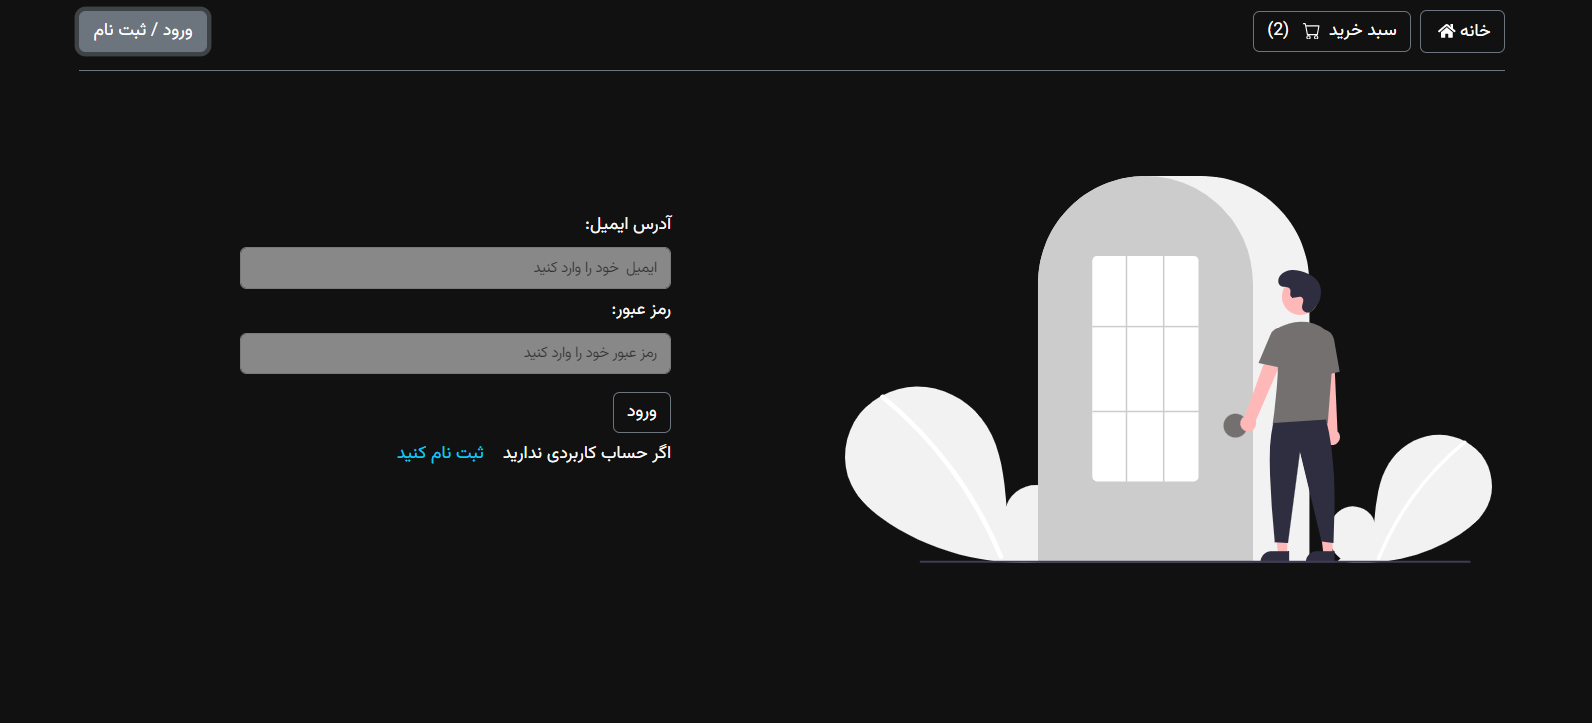 خانه
سبد خرید (2)
ورود / ثبت نام
آدرس ایمیل:
ایمیل خود را وارد کنید
رمز عبور:
رمز عبور خود را وارد کنید
ورود
اگر حساب کاربردی ندارید ثبت نام کنید